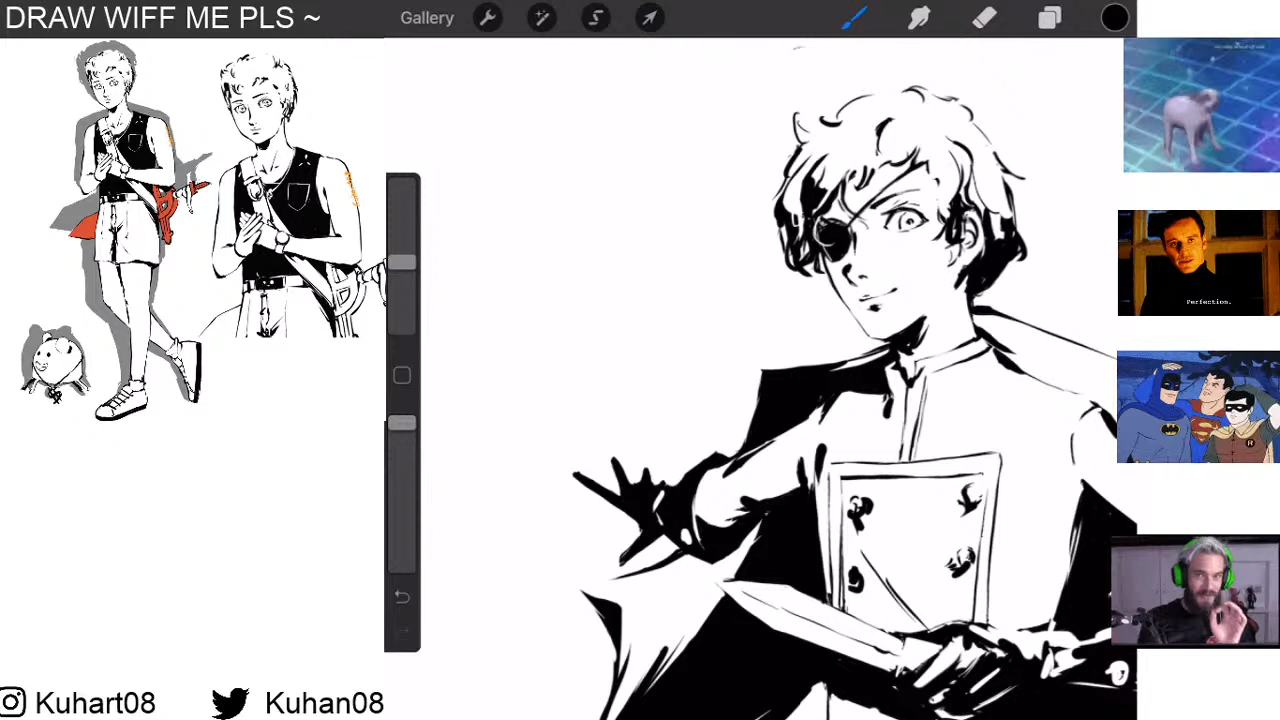 DRAW WIFF ME PLS ~
Gallery
Perfection.
Kuhart08
Kuhan08